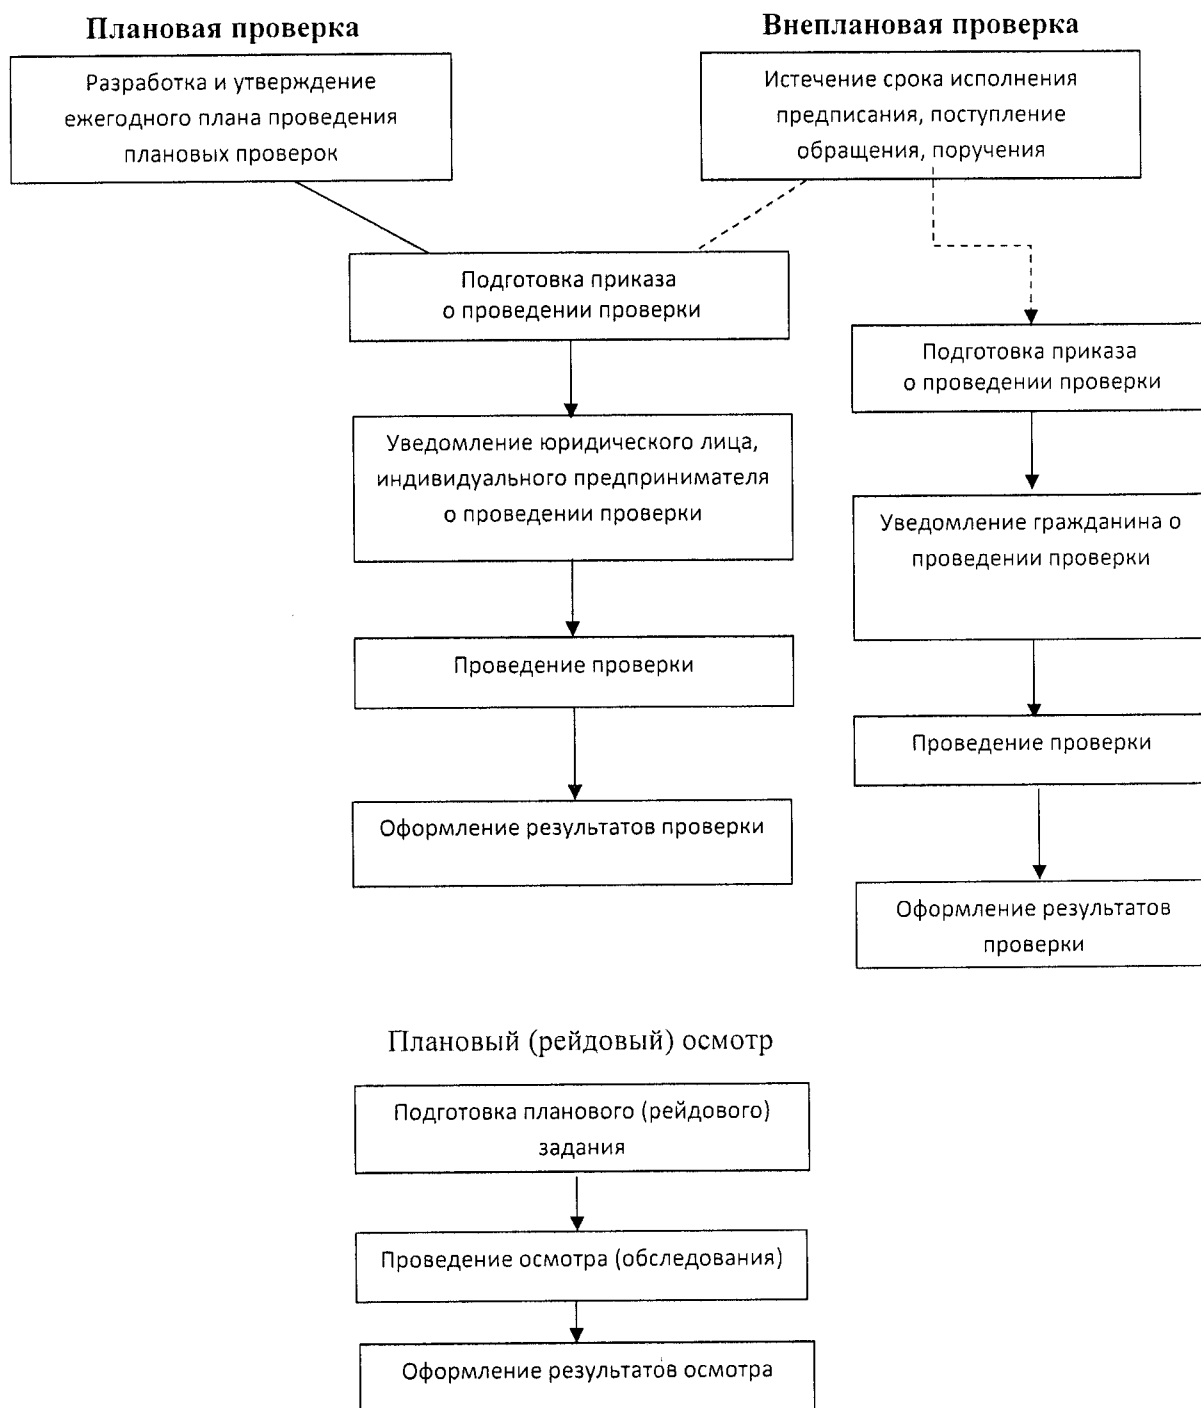 Плановая проверка
Разработка и утверждение
ежегодного плана проведения
плановых проверок
Внеплановая проверка
Истечение срока исполнения
предписания, поступление
обращения, поручения
Подготовка приказа
о проведении проверки
Уведомление юридического лица,
индивидуального предпринимателя
о проведении проверки
Проведение проверки
Оформление результатов проверки
Подготовка приказа
о проведении проверки
Уведомление гражданина о
проведении проверки
Проведение проверки
Оформление результатов
проверки
Плановый (рейдовый) осмотр
Подготовка планового (рейдового)
задания
Проведение осмотра (обследования)
Оформление результатов осмотра